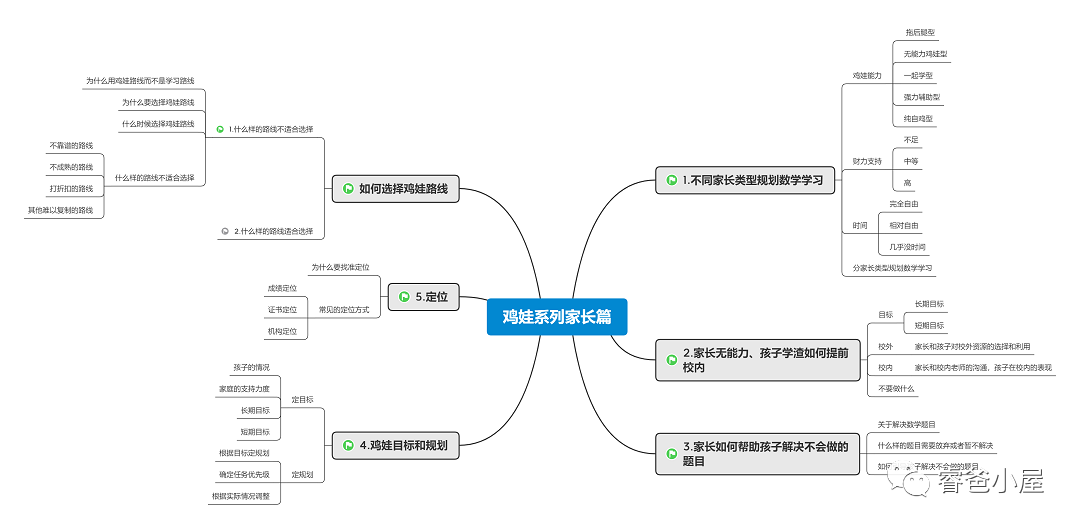 鸡娃系列家长篇
1.不同家长类型规划数学学习
鸡娃能力
拖后腿型
无能力鸡娃型
一起学型
强力辅助型
纯自鸡型
财力支持
不足
中等
高
时间
完全自由
相对自由
几乎没时间
分家长类型规划数学学习
2.家长无能力、孩子学渣如何提前
校内
目标
长期目标
短期目标
校外
家长和孩子对校外资源的选择和利用
校内
家长和校内老师的沟通，孩子在校内的表现
不要做什么
3.家长如何帮助孩子解决不会做的
题目
关于解决数学题目
什么样的题目需要放弃或者暂不解决
如何 子解决不会做的题目
4.鸡娃目标和规划
定目标
孩子的情况
家庭的支持力度
长期目标
短期目标
定规划
根据目标定规划
确定任务优先级
根据实际情况调整
5.定位
为什么要找准定位
常见的定位方式
成绩定位
证书定位
机构定位
如何选择鸡娃路线
1.什么样的路线不适合选择
为什么用鸡娃路线而不是学习路线
为什么要选择鸡娃路线
什么时候选择鸡娃路线
什么样的路线不适合选择
不靠谱的路线
不成熟的路线
打折扣的路线
其他难以复制的路线
2.什么样的路线适合选择
睿爸小屋